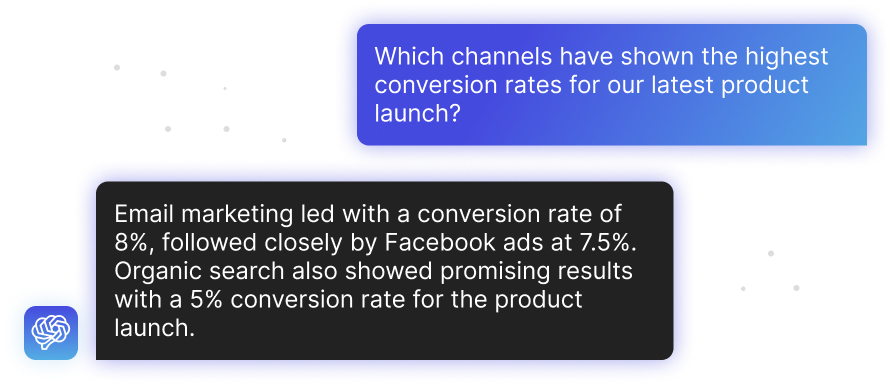 Which channels have shown the highest
conversion rates for our latest product
launch?
Email marketing led with a conversion rate of
8%, followed closely by Facebook ads at 7.5%.
Organic search also showed promising results
with a 5% conversion rate for the product
launch.